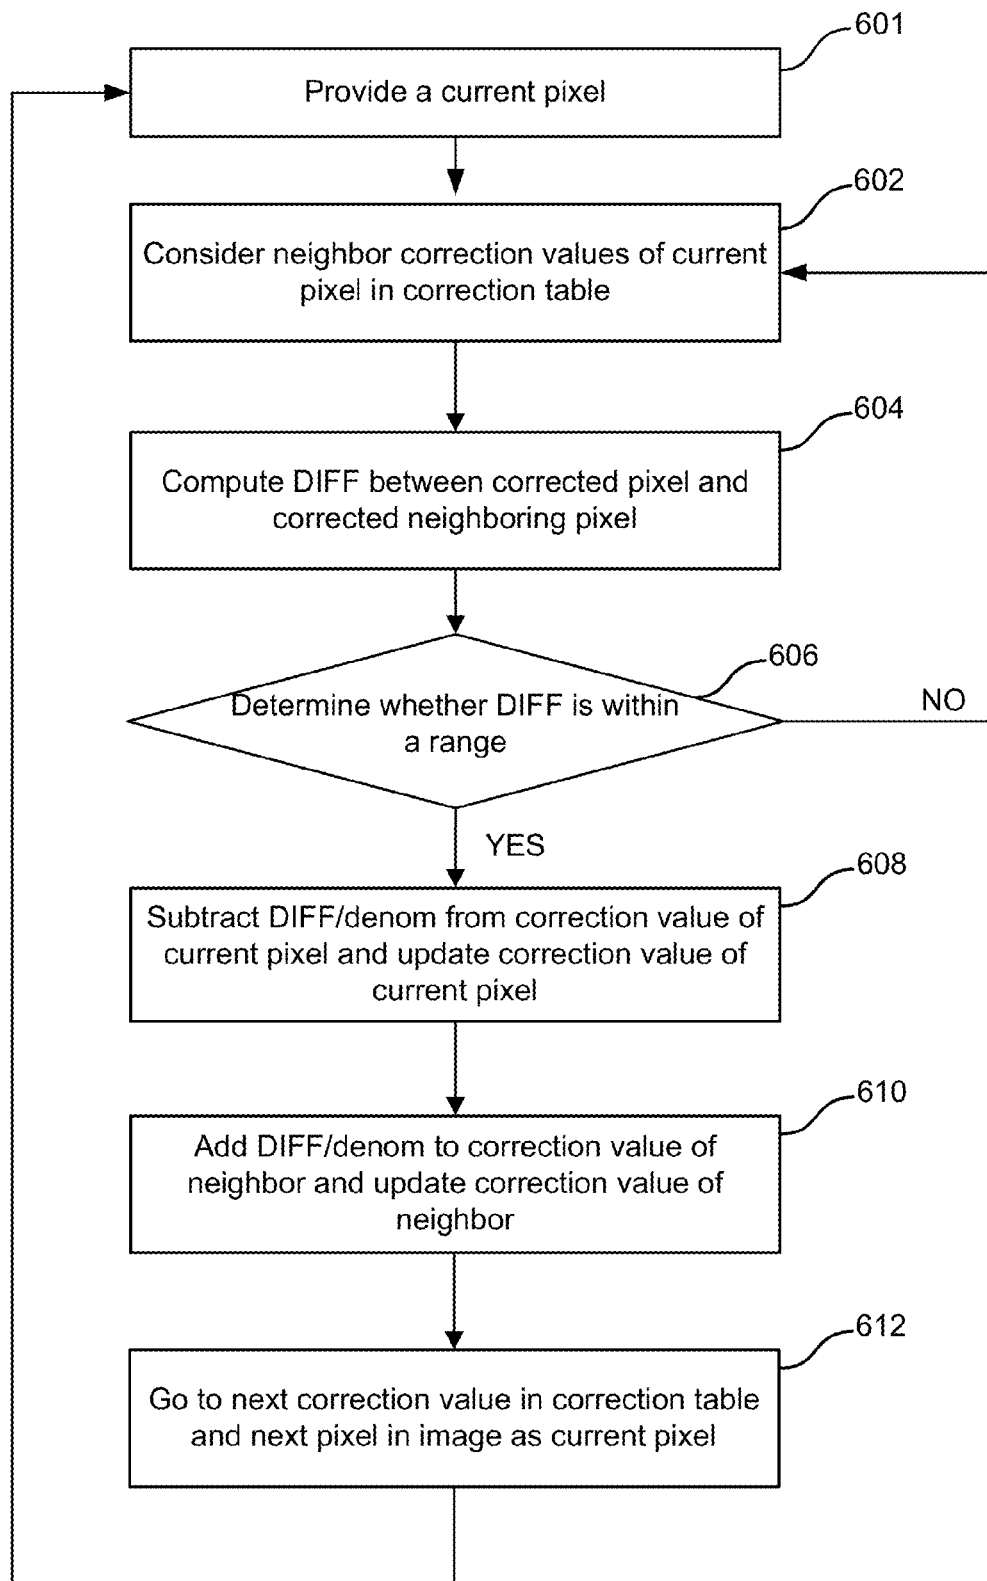 601
Provide a current pixel
602
Consider neighbor correction values of current
pixel in correction table
604
Compute DIFF between corrected pixel and
corrected neighboring pixel
606
Determine whether DIFF is within
a range
NO
YES
608
Subtract DIFF/denom from correction value of
current pixel and update correction value of
current pixel
610
Add DIFF/denom to correction value of
neighbor and update correction value of
neighbor
612
Go to next correction value in correction table
and next pixel in image as current pixel